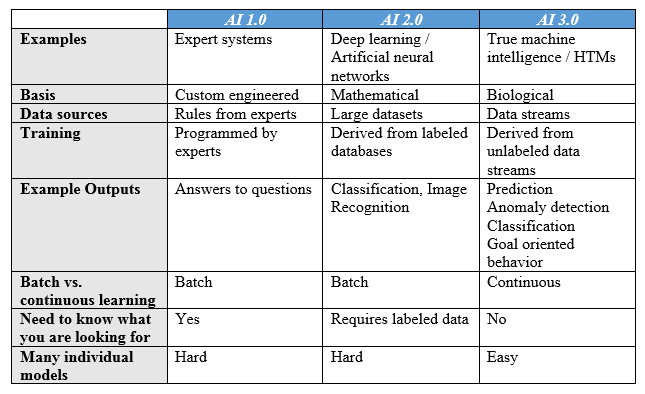 AI 1.0 AI 2.0 AI 3.0
Examples Expert systems Deep learning / True machine
Artificial neural intelligence / HTMs
networks
Basis Custom engineered Mathematical Biological
Data sources Rules from experts Large datasets Data streams
Training Programmed by Derived from labeled Derived from
experts databases unlabeled data
streams
Example Outputs Answers to questions Classification, Image Prediction
Recognition Anomaly detection
Classification
Goal oriented
behavior
Batch vs. Batch Batch Continuous
continuous learning
Need to know what Yes Requires labeled data No
you are looking for
Many individual Hard Hard Easy
models